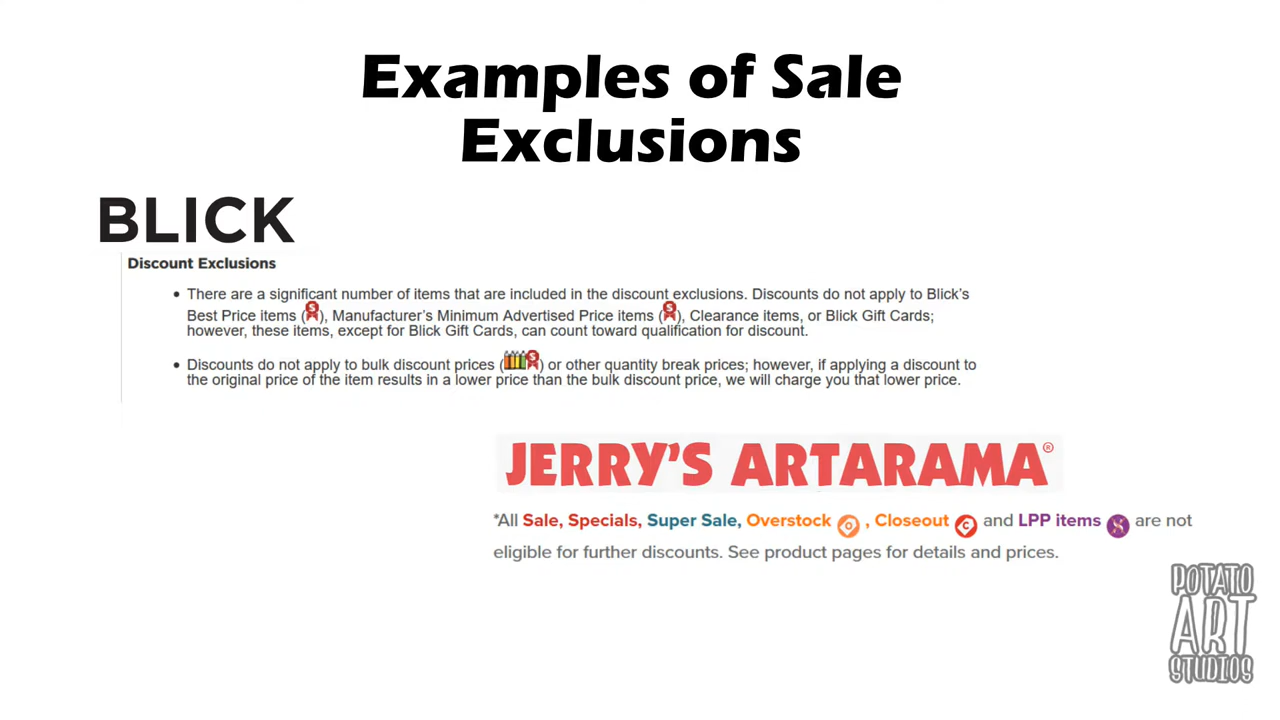 Examples of Sale
Exclusions
BLICK
Discount Exclusions
• There are a significant number of items that are included in the discount exclusions. Discounts do not apply to Blick's
Best Price items ( $ ), Manufacturer's Minimum Advertised Price items ( $ ), Clearance items, or Blick Gift Cards;
however, these items, except for Blick Gift Cards, can count toward qualification for discount.
• Discounts do not apply to bulk discount prices ( $ ) or other quantity break prices; however, if applying a discount to
the original price of the item results in a lower price than the bulk discount price, we will charge you that lower price.
JERRY'S ARTARAMA®
*All Sale, Specials, Super Sale, Overstock O , Closeout C and LPP items S are not
eligible for further discounts. See product pages for details and prices.
POTATO
ART
STUDIOS